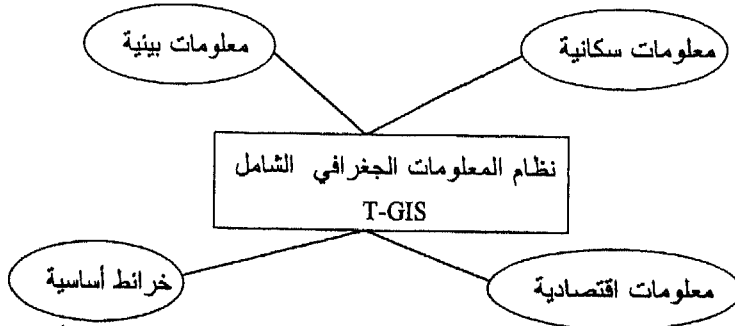 معلومات سكانية
معلومات بيئية
نظام المعلومات الجغرافي الشامل
T-GIS
خرائط أساسية
معلومات اقتصادية